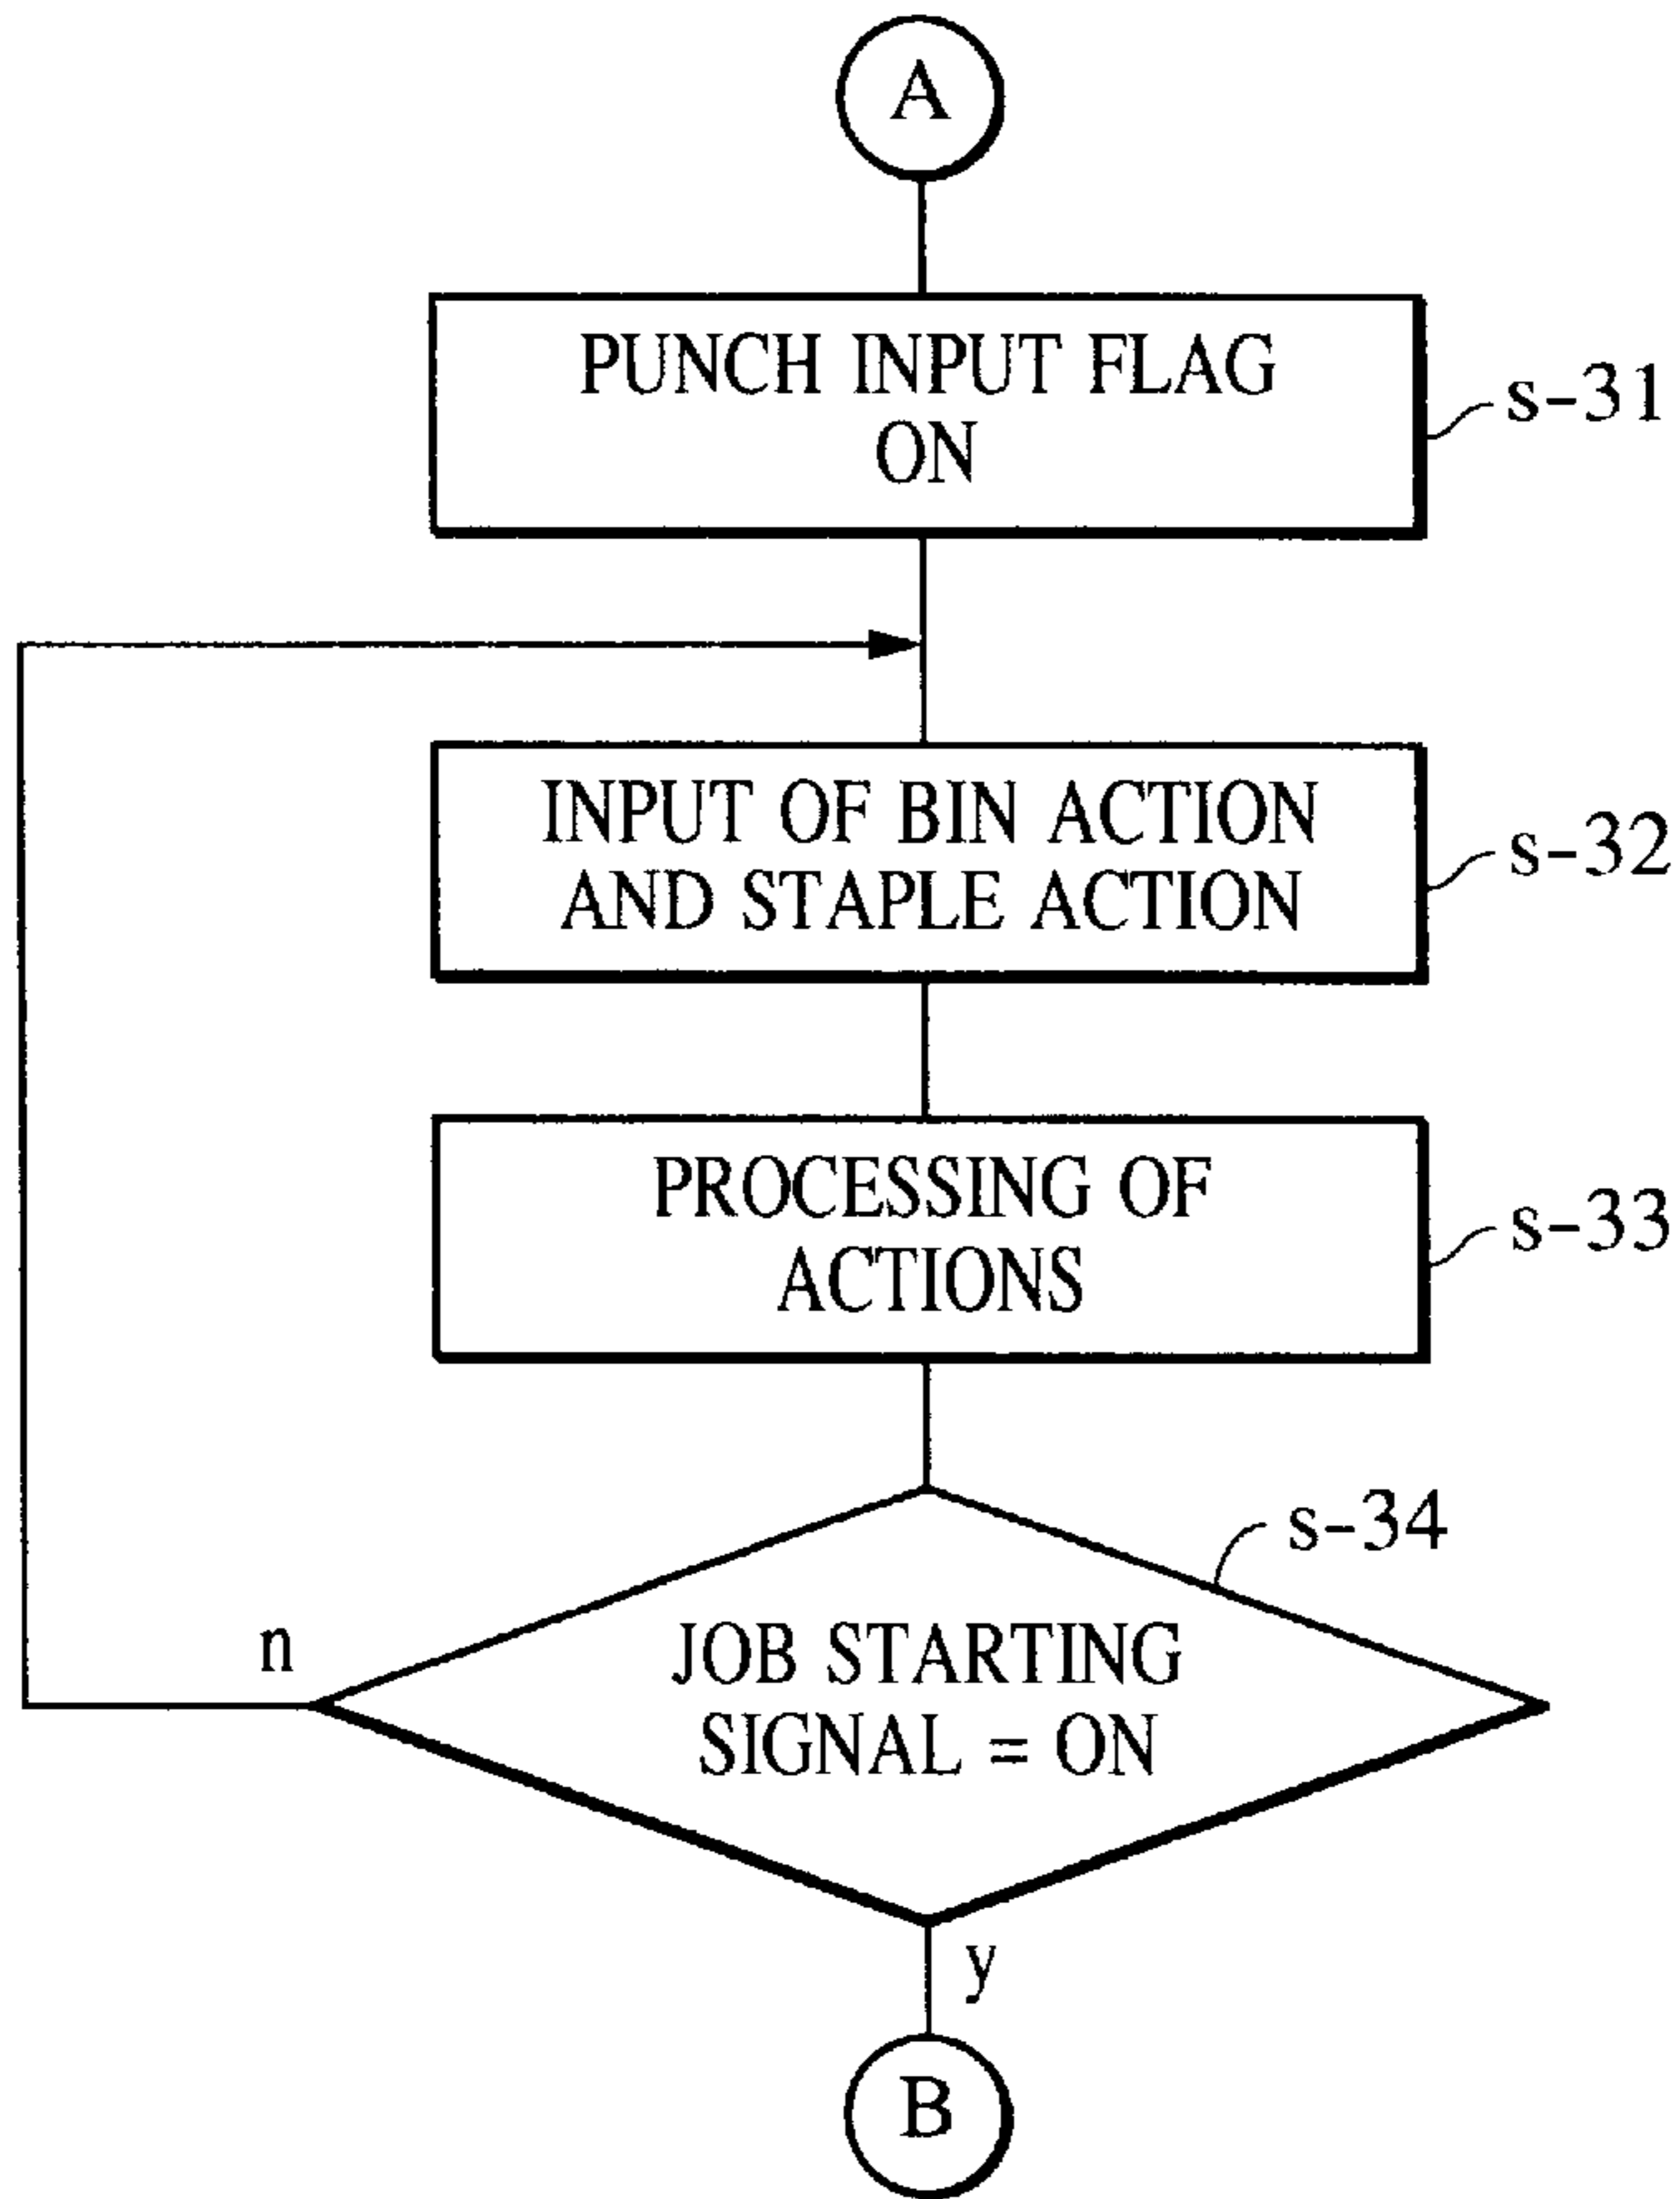 A
PUNCH INPUT FLAG
ON
s-31
INPUT OF BIN ACTION
AND STAPLE ACTION
s-32
PROCESSING OF
ACTIONS
s-33
s-34
JOB STARTING
SIGNAL = ON
n
y
B